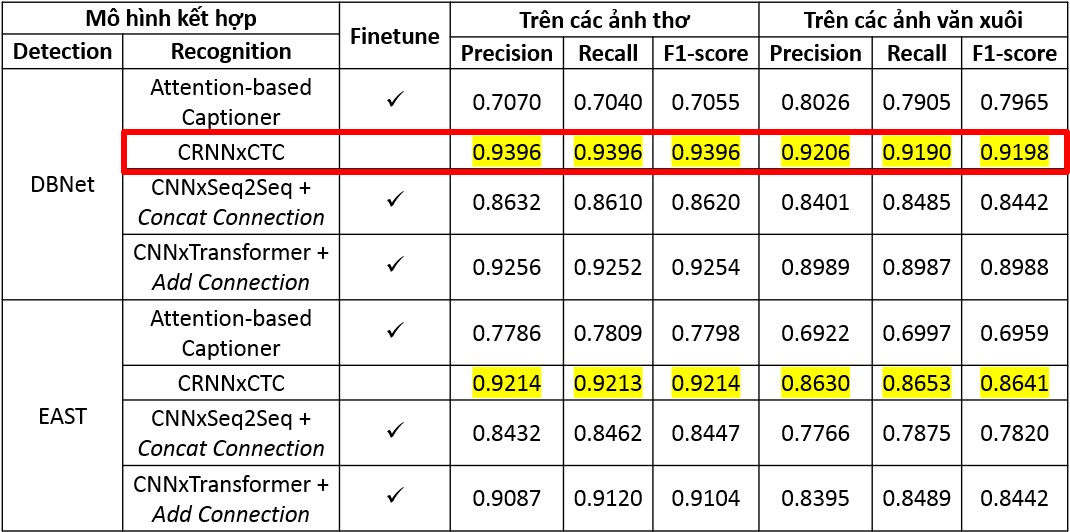 Mô hình kết hợp Finetune Trên các ảnh thơ Trên các ảnh văn xuôi
Detection Recognition Precision Recall F1-score Precision Recall F1-score
DBNet
Attention-based
Captioner ✓ 0.7070 0.7040 0.7055 0.8026 0.7905 0.7965
CRNNxCTC 0.9396 0.9396 0.9396 0.9206 0.9190 0.9198
CNNxSeq2Seq +
Concat Connection ✓ 0.8632 0.8610 0.8620 0.8401 0.8485 0.8442
CNNxTransformer +
Add Connection ✓ 0.9256 0.9252 0.9254 0.8989 0.8987 0.8988
EAST
Attention-based
Captioner ✓ 0.7786 0.7809 0.7798 0.6922 0.6997 0.6959
CRNNxCTC 0.9214 0.9213 0.9214 0.8630 0.8653 0.8641
CNNxSeq2Seq +
Concat Connection ✓ 0.8432 0.8462 0.8447 0.7766 0.7875 0.7820
CNNxTransformer +
Add Connection ✓ 0.9087 0.9120 0.9104 0.8395 0.8489 0.8442